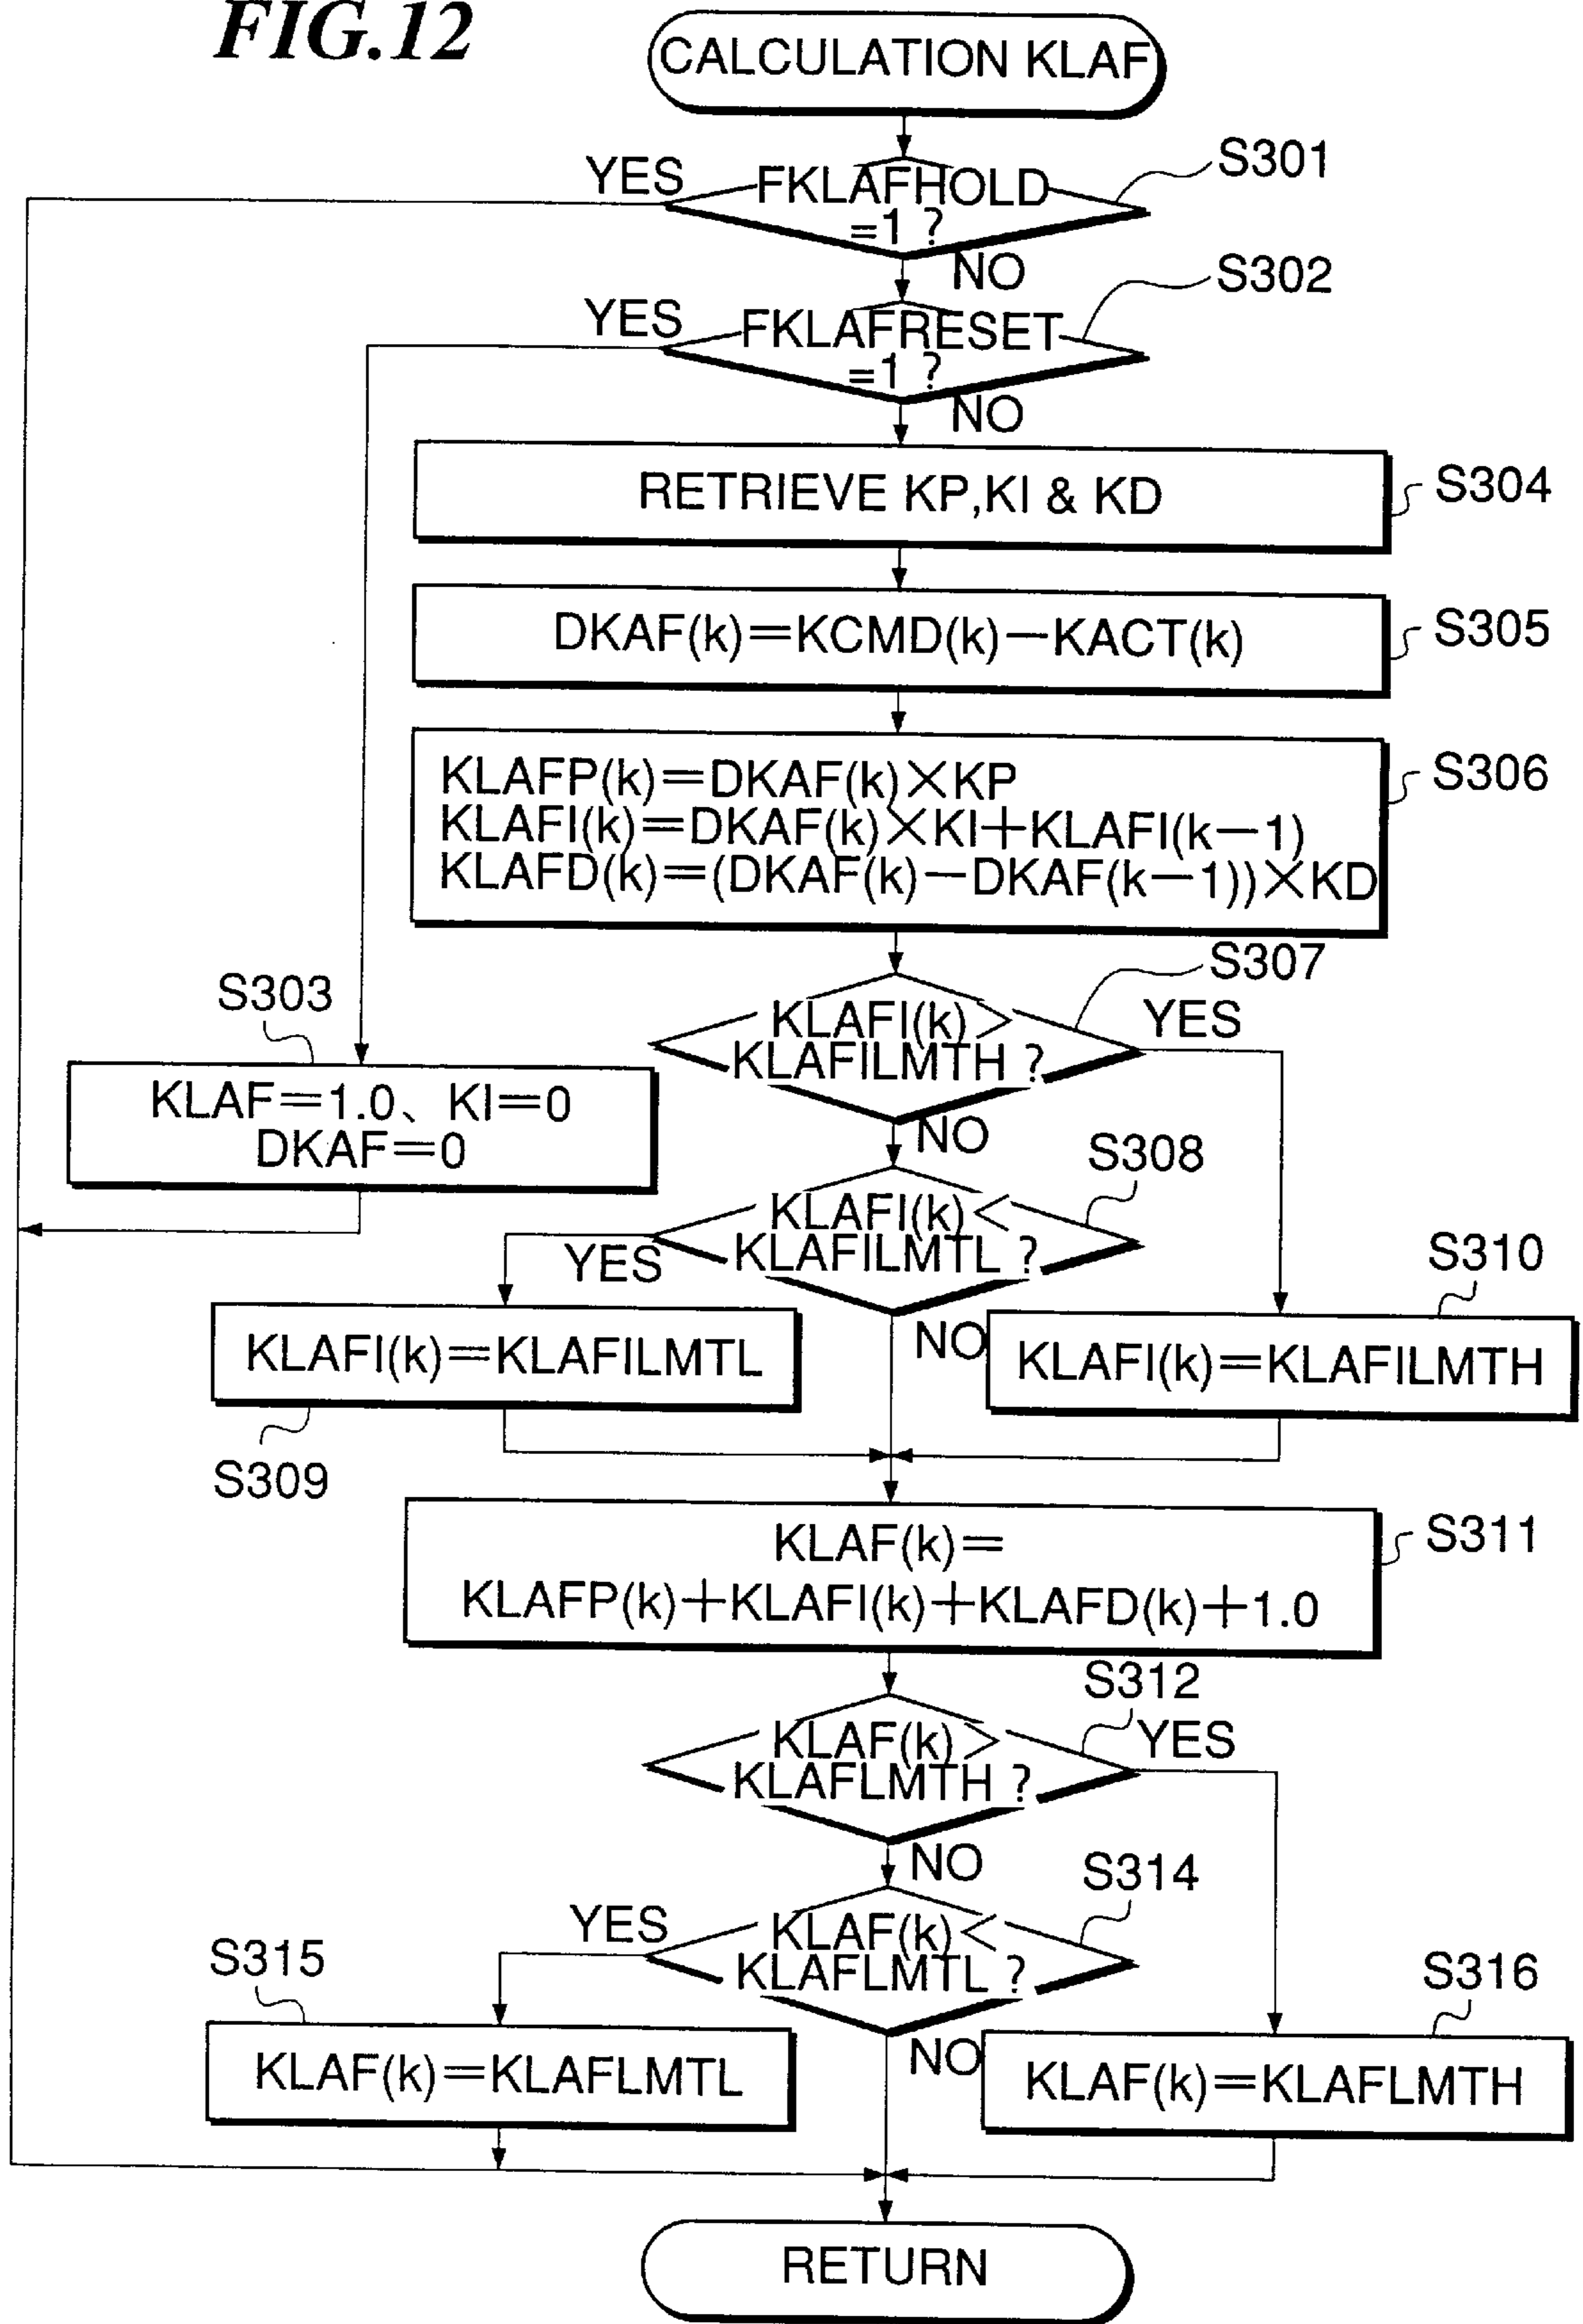 FIG.12
CALCULATION KLAF
YES
FKLAFHOLD
=1 ?
S301
NO
YES
FKLAFRESET
=1 ?
S302
NO
RETRIEVE KP,KI & KD
S304
DKAF(k)=KCMD(k)−KACT(k)
S305
KLAFP(k)=DKAF(k)×KP
KLAFI(k)=DKAF(k)×KI+KLAFI(k−1)
KLAFD(k)=(DKAF(k)−DKAF(k−1))×KD
S306
S303
KLAF=1.0、KI=0
DKAF=0
S307
KLAFI(k)>
KLAFILMTH ?
YES
NO
S308
KLAFI(k)<
KLAFILMTL ?
YES
NO
S310
KLAFI(k)=KLAFILMTL
KLAFI(k)=KLAFILMTH
S309
KLAF(k)=
KLAFP(k)+KLAFI(k)+KLAFD(k)+1.0
S311
S312
KLAF(k)>
KLAFLMTH ?
YES
NO
S314
YES
KLAF(k)<
KLAFLMTL ?
S315
NO
S316
KLAF(k)=KLAFLMTL
KLAF(k)=KLAFLMTH
RETURN